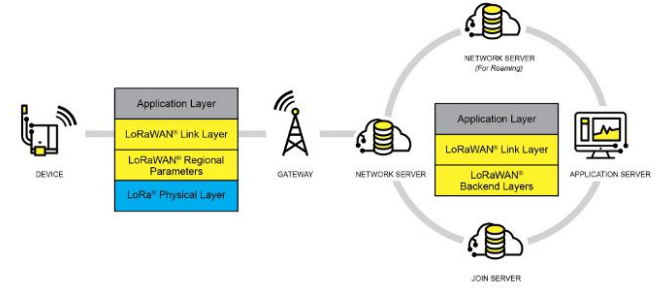 NETWORK SERVER
(For Roaming)
Application Layer
LoRaWAN® Link Layer
LoRaWAN® Regional
Parameters
LoRa® Physical Layer
Application Layer
LoRaWAN® Link Layer
LoRaWAN®
Backend Layers
DEVICE
GATEWAY
NETWORK SERVER
APPLICATION SERVER
JOIN SERVER